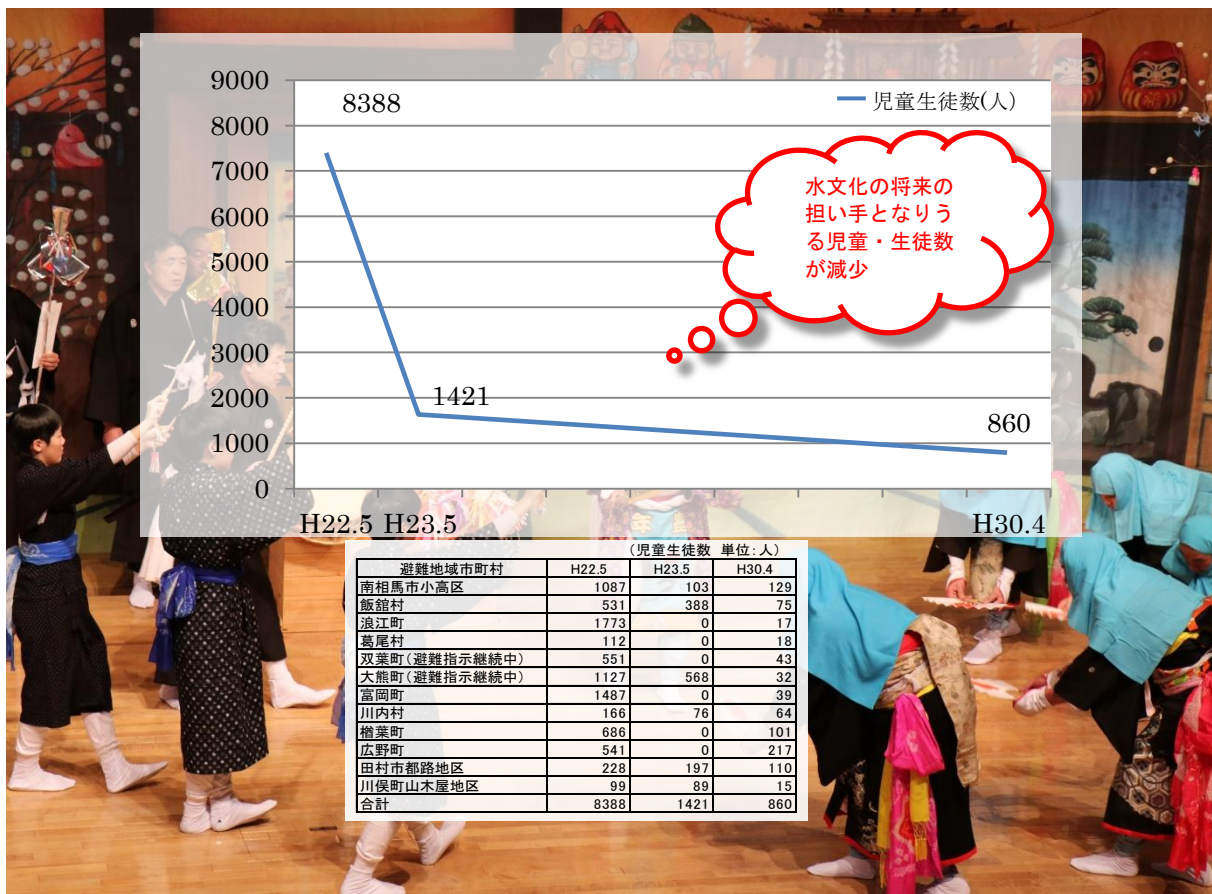 9000
8000
7000
6000
5000
4000
3000
2000
1000
0
8388
1421
860
児童生徒数(人)
水文化の将来の
担い手となりう
る児童・生徒数
が減少
H22.5 H23.5 H30.4
(児童生徒数 単位:人)
避難地域市町村 H22.5 H23.5 H30.4
南相馬市小高区 1087 103 129
飯舘村 531 388 75
浪江町 1773 0 17
葛尾村 112 0 18
双葉町(避難指示継続中) 551 0 43
大熊町(避難指示継続中) 1127 568 32
富岡町 1487 0 39
川内村 166 76 64
楢葉町 686 0 101
広野町 541 0 217
田村市都路地区 228 197 110
川俣町山木屋地区 99 89 15
合計 8388 1421 860